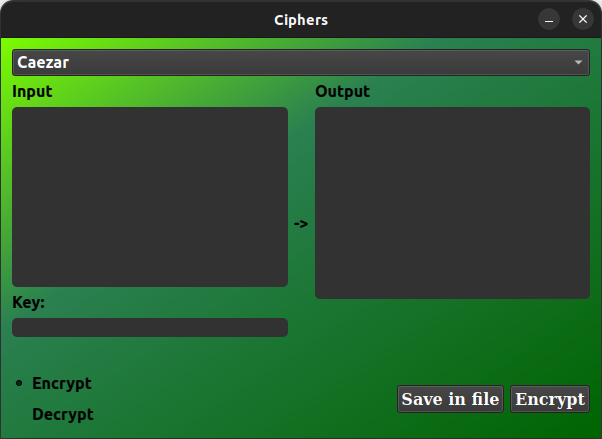 Ciphers
Caezar
Input
Output
->
Key:
Encrypt
Decrypt
Save in file
Encrypt